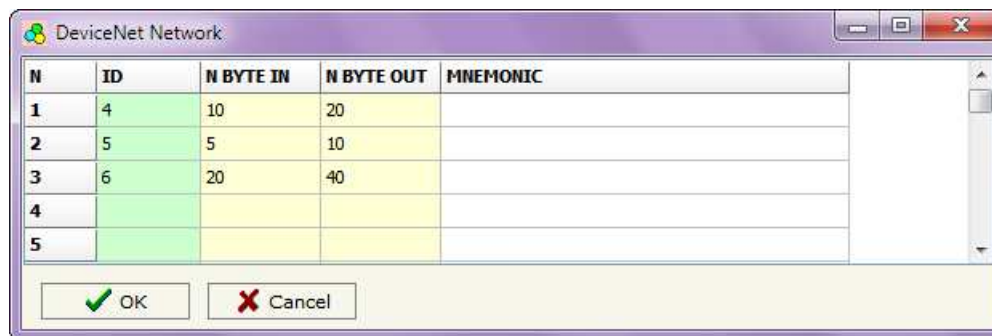 DeviceNet Network
N ID N BYTE IN N BYTE OUT MNEMONIC
1 4 10 20
2 5 5 10
3 6 20 40
4
5
OK Cancel